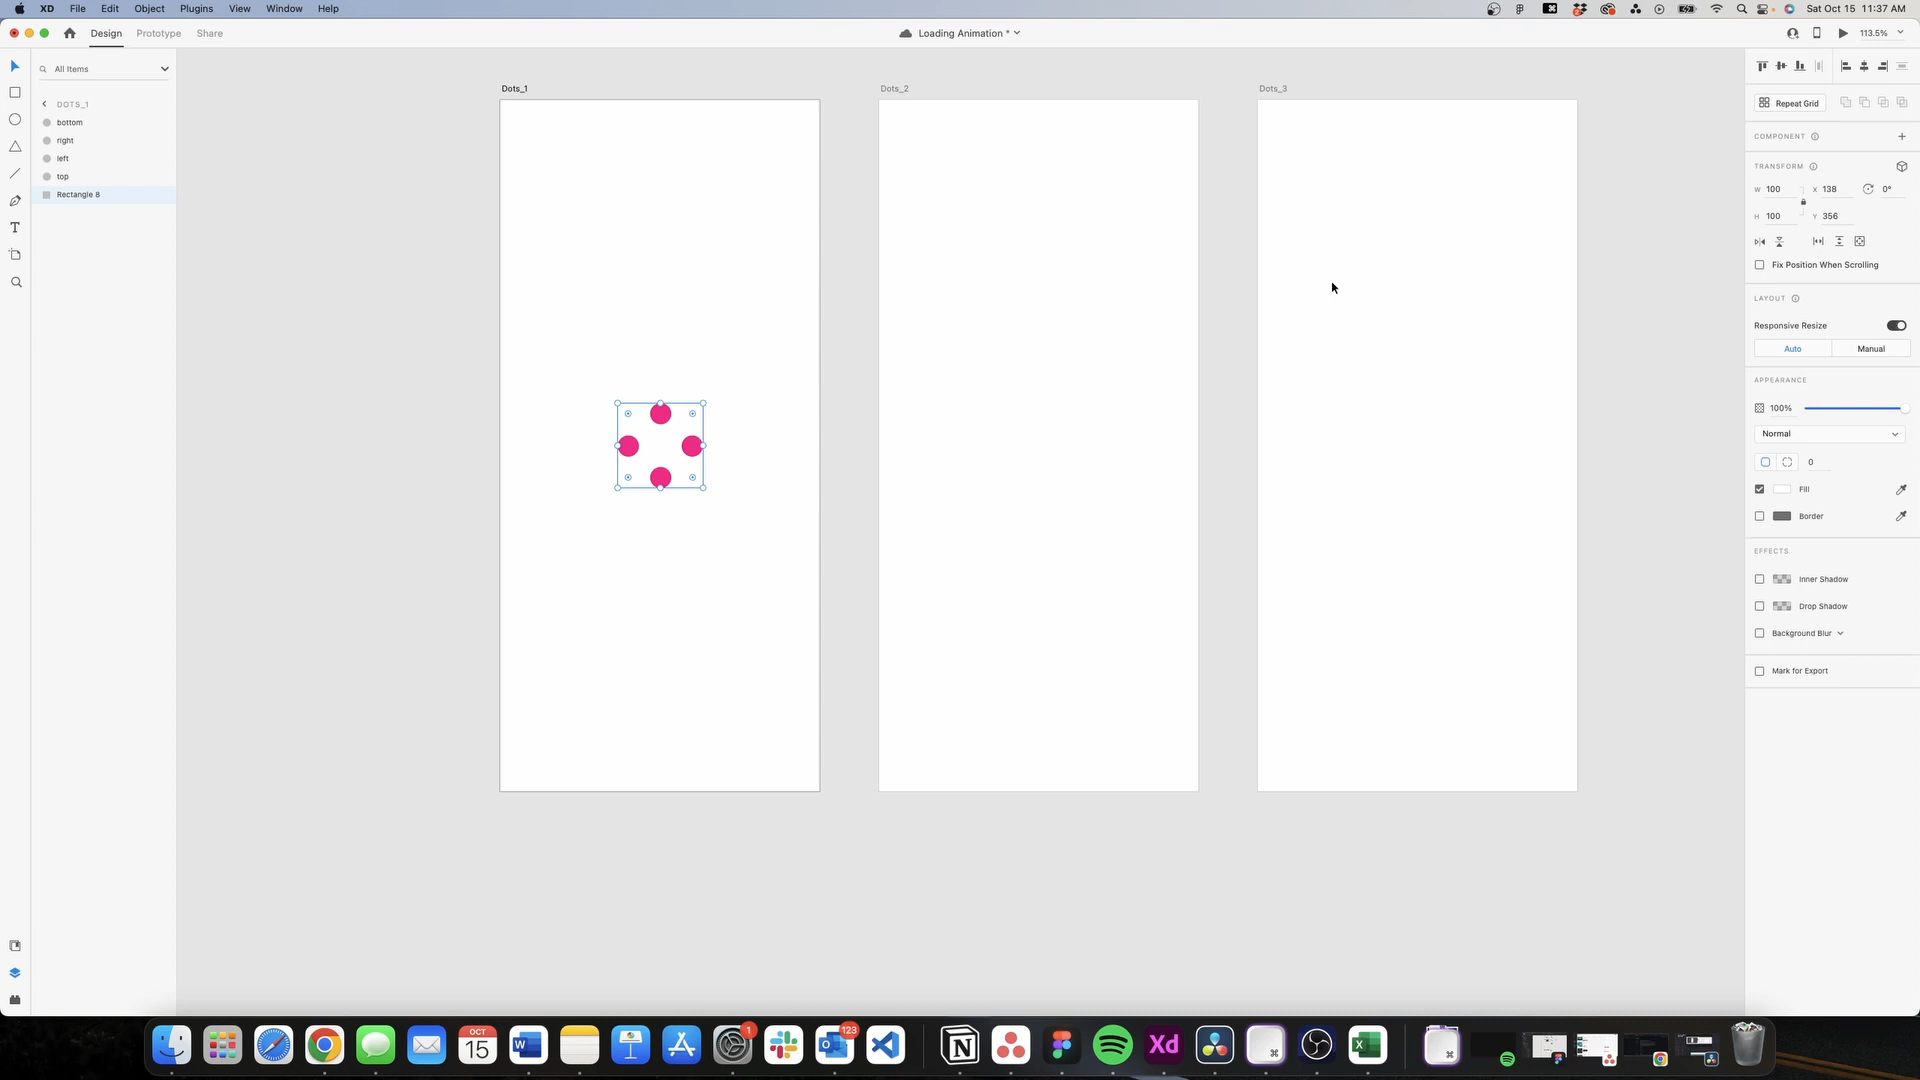 XD File Edit Object Plugins View Window Help Sat Oct 15 11:37 AM
Design Prototype Share Loading Animation * 113.5%
All Items
DOTS_1
bottom
right
left
top
Rectangle 8
Dots_1
Dots_2
Dots_3
Repeat Grid
COMPONENT
TRANSFORM
W 100 X 138 0°
H 100 Y 356
Fix Position When Scrolling
LAYOUT
Responsive Resize
Auto Manual
APPEARANCE
100%
Normal
0
Fill
Border
EFFECTS
Inner Shadow
Drop Shadow
Background Blur
Mark for Export
OCT
15
W
1
123
Xd